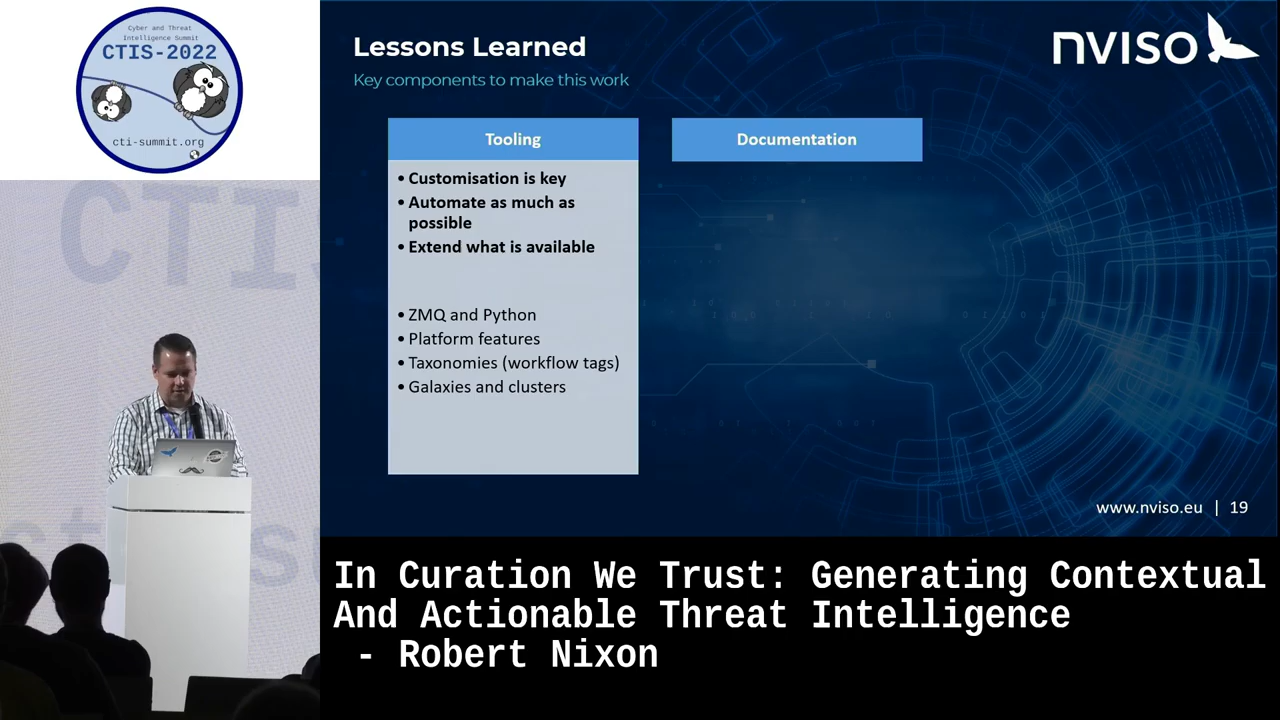 Cyber and Threat
Intelligence Summit
CTIS-2022
cti-summit.org
CTIS
Lessons Learned
Key components to make this work
nviso
Tooling
• Customisation is key
• Automate as much as
possible
• Extend what is available
• ZMQ and Python
• Platform features
• Taxonomies (workflow tags)
• Galaxies and clusters
Documentation
www.nviso.eu | 19
In Curation We Trust: Generating Contextual
And Actionable Threat Intelligence
- Robert Nixon